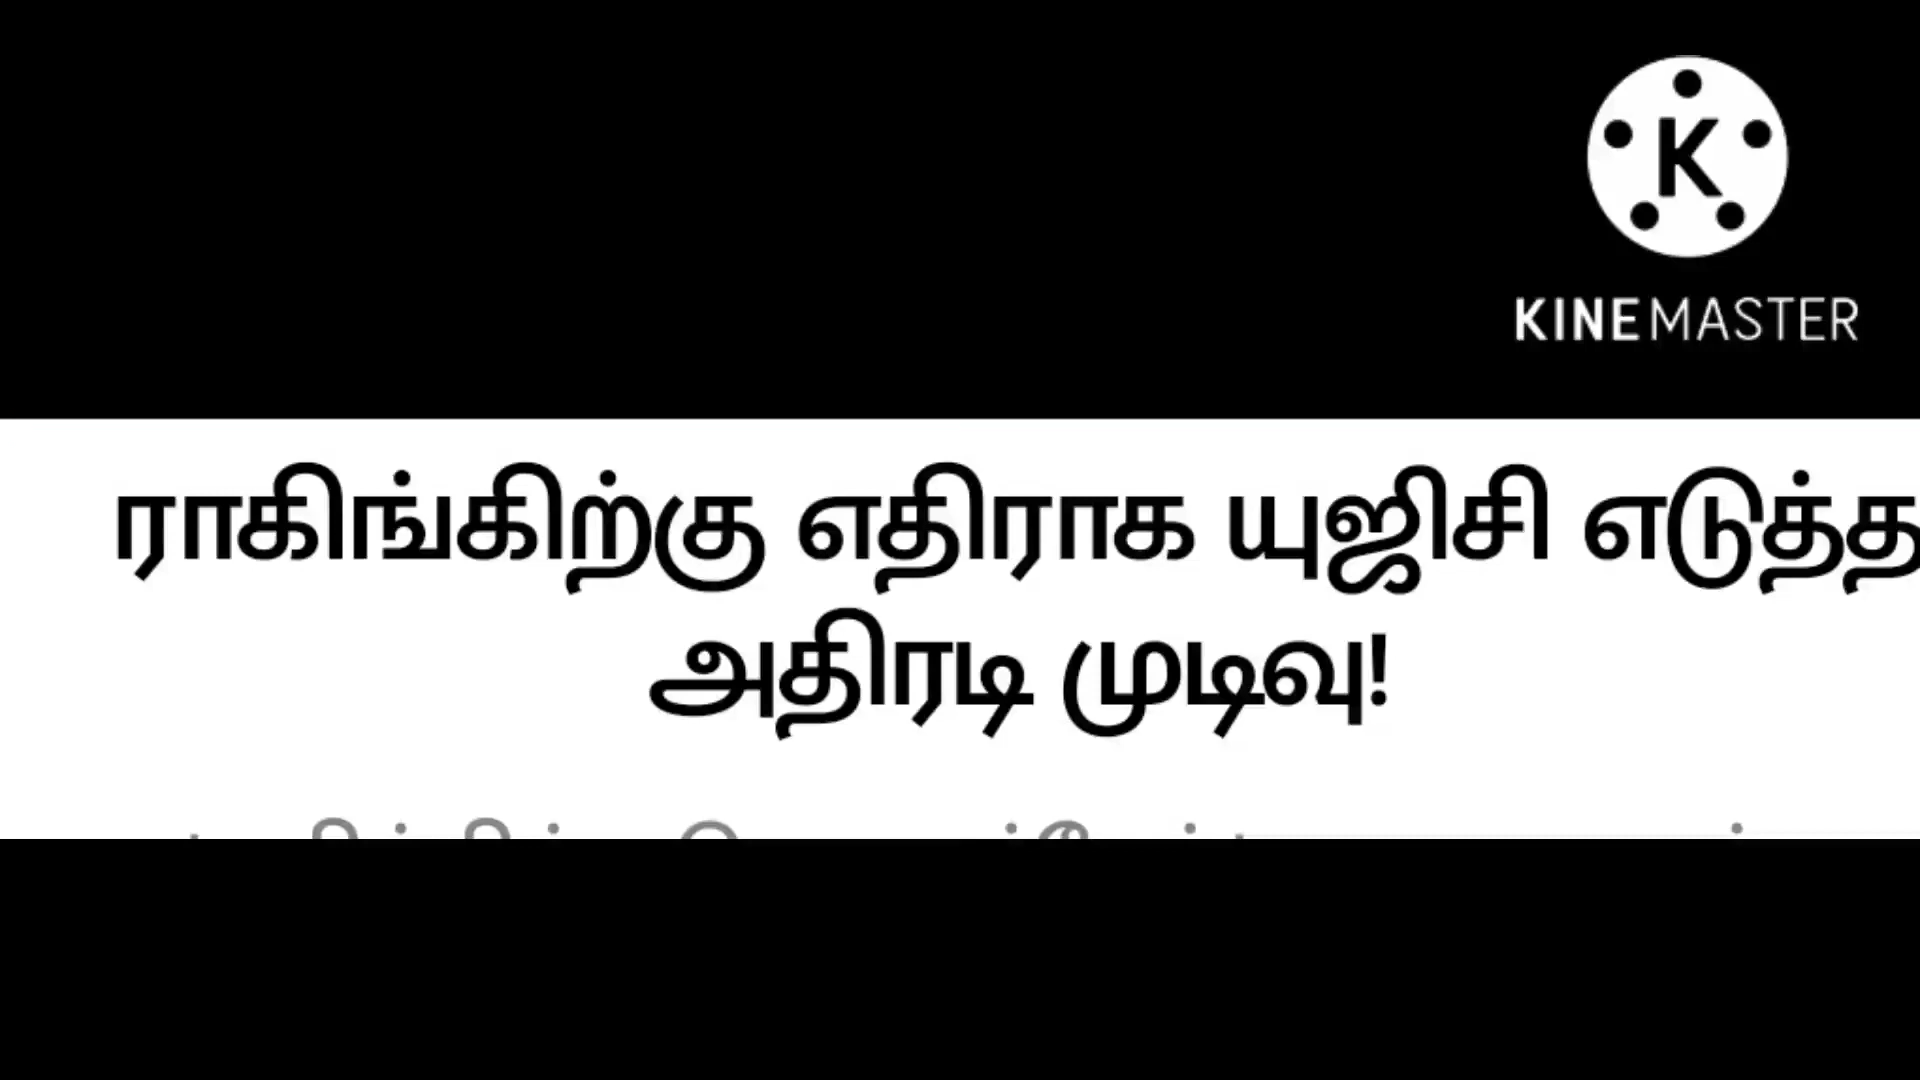 K
KINEMASTER
ராகிங்கிற்கு எதிராக யுஜிசி எடுத்த
அதிரடி முடிவு!